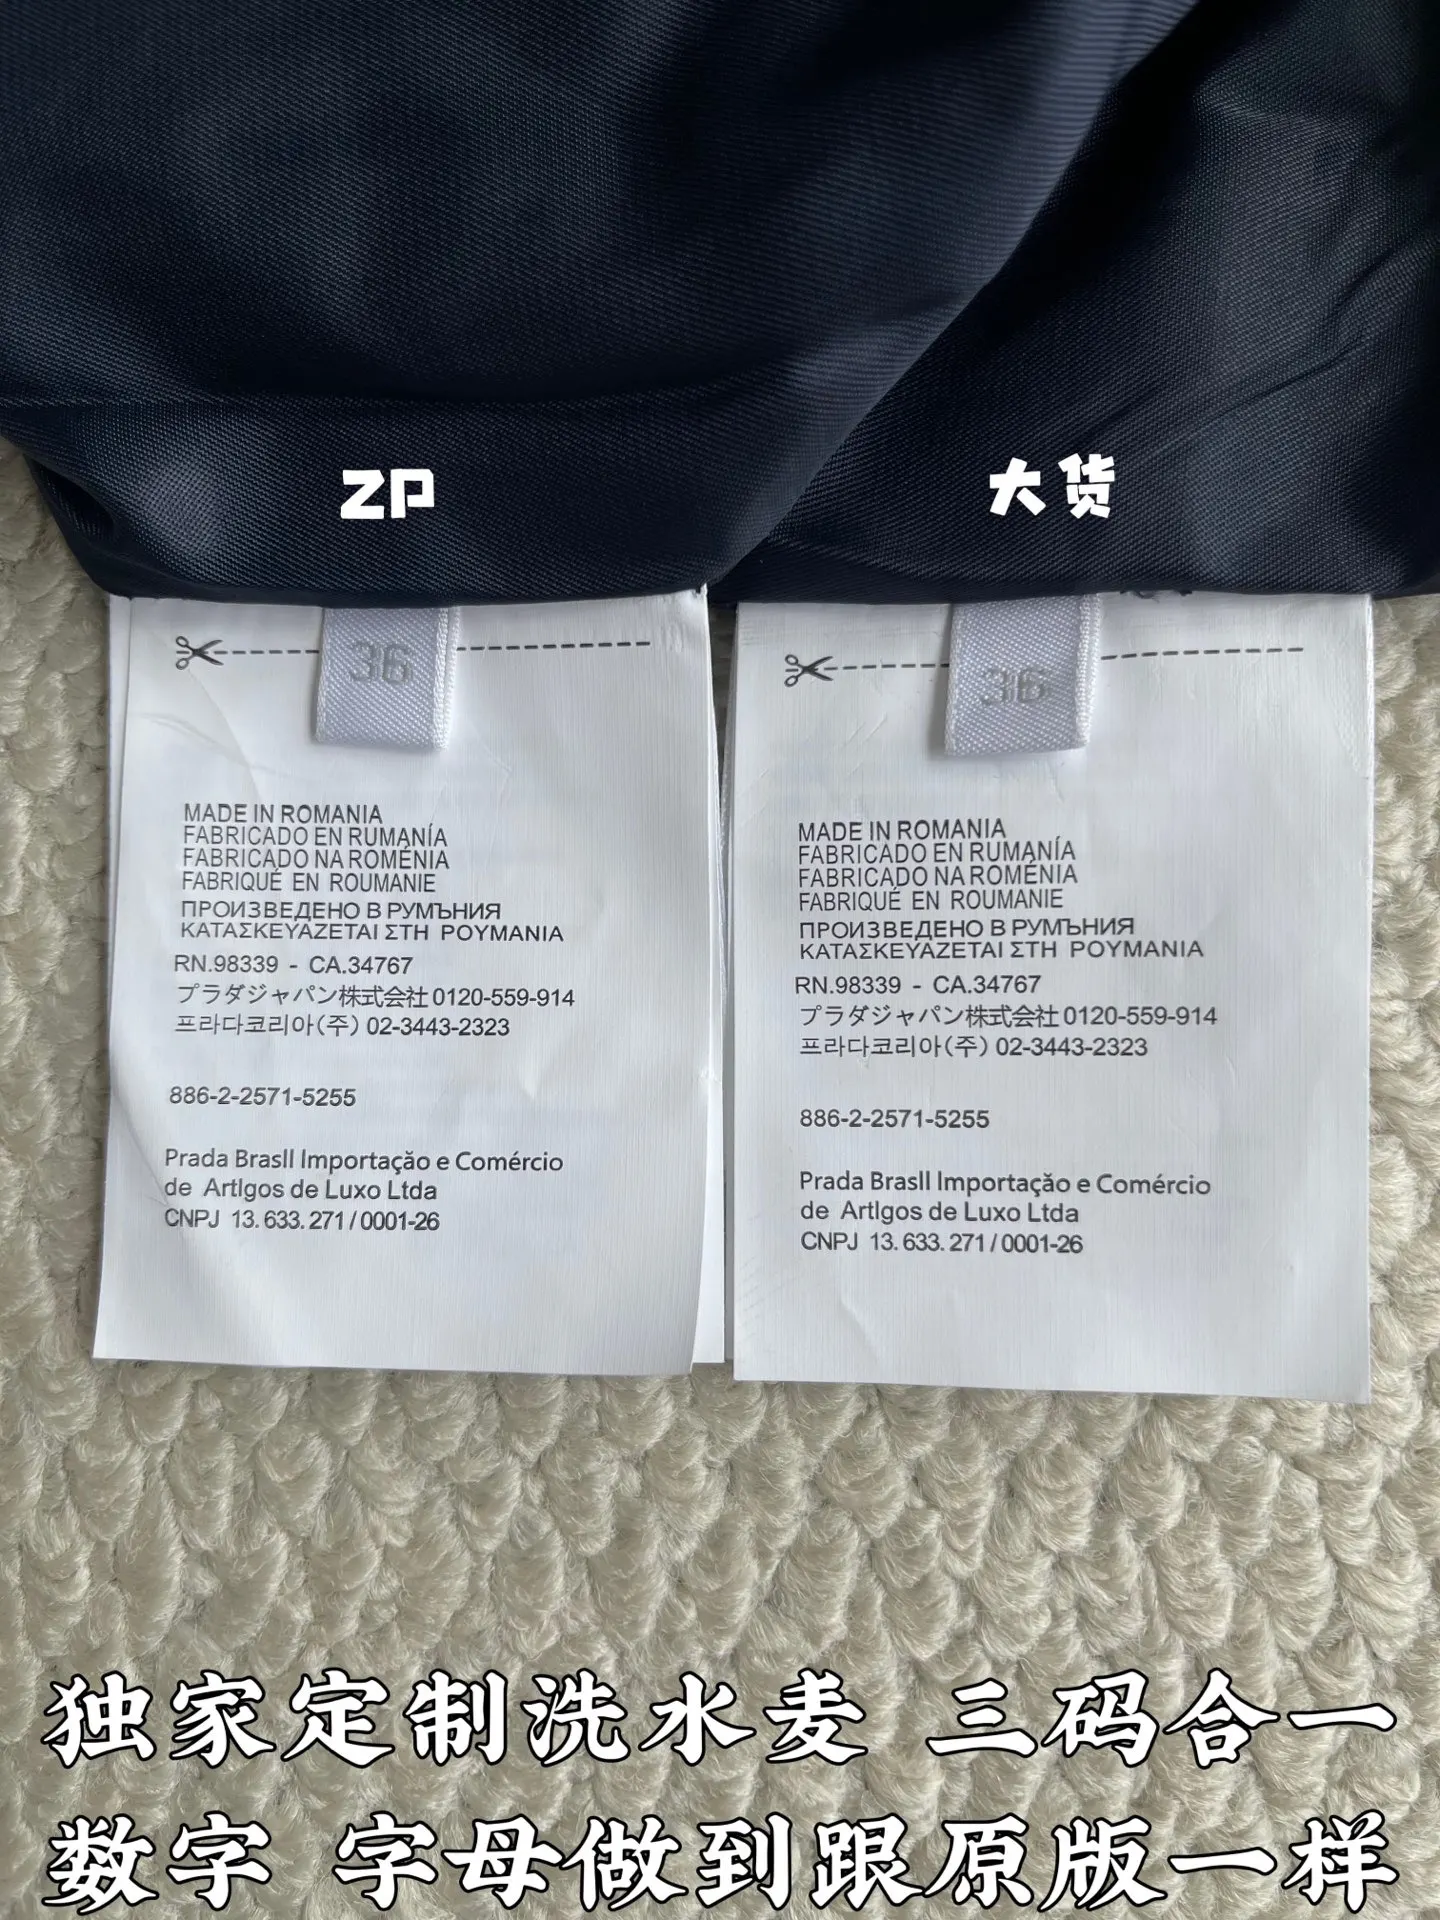 ZP
大货
36
MADE IN ROMANIA
FABRICADO EN RUMANÍA
FABRICADO NA ROMÉNIA
FABRIQUÉ EN ROUMANIE
ПРОИЗВЕДЕНО В РУМЪНИЯ
ΚΑΤΑΣΚΕΥΑΖΕΤΑΙ ΣΤΗ ΡΟΥΜΑΝΙΑ
RN.98339 - CA.34767
プラダジャパン株式会社 0120-559-914
프라다코리아(주) 02-3443-2323
886-2-2571-5255
Prada Brasll Importação e Comércio
de Artlgos de Luxo Ltda
CNPJ 13.633.271/0001-26
36
MADE IN ROMANIA
FABRICADO EN RUMANÍA
FABRICADO NA ROMÉNIA
FABRIQUÉ EN ROUMANIE
ПРОИЗВЕДЕНО В РУМЪНИЯ
ΚΑΤΑΣΚΕΥΑΖΕΤΑΙ ΣΤΗ ΡΟΥΜΑΝΙΑ
RN.98339 - CA.34767
プラダジャパン株式会社 0120-559-914
프라다코리아(주) 02-3443-2323
886-2-2571-5255
Prada Brasll Importação e Comércio
de Artlgos de Luxo Ltda
CNPJ 13.633.271/0001-26
独家定制洗水麦 三码合一
数字 字母做到跟原版一样